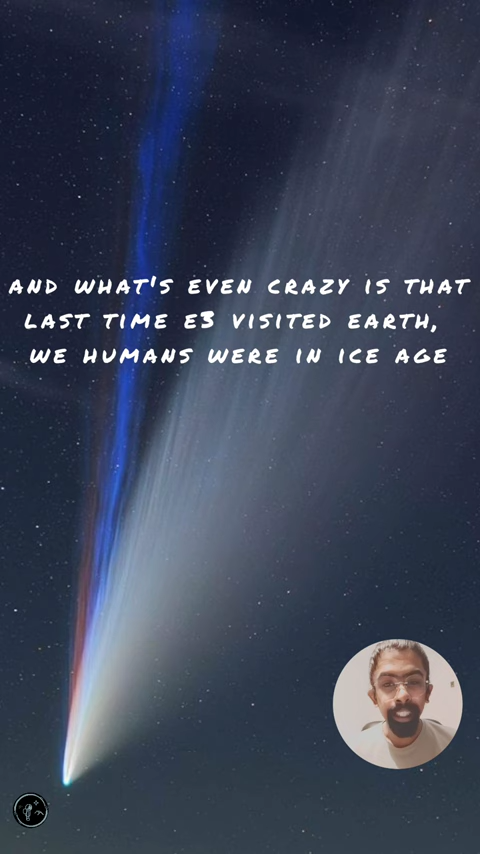 AND WHAT'S EVEN CRAZY IS THAT
LAST TIME E3 VISITED EARTH,
WE HUMANS WERE IN ICE AGE